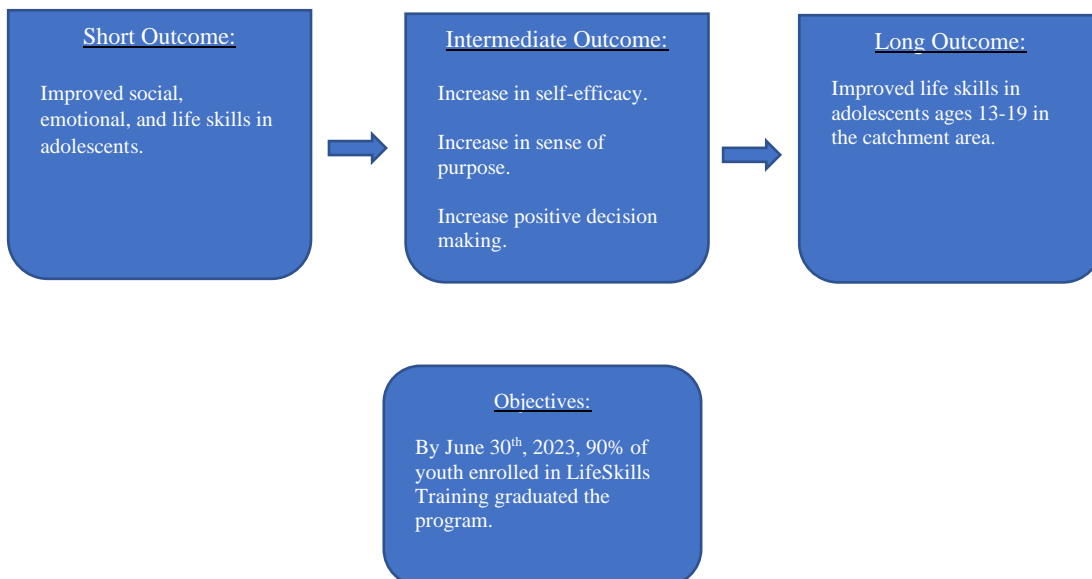 Short Outcome:
Improved social,
emotional, and life skills in
adolescents.
Intermediate Outcome:
Increase in self-efficacy.
Increase in sense of
purpose.
Increase positive decision
making.
Long Outcome:
Improved life skills in
adolescents ages 13-19 in
the catchment area.
Objectives:
By June 30th, 2023, 90% of
youth enrolled in LifeSkills
Training graduated the
program.